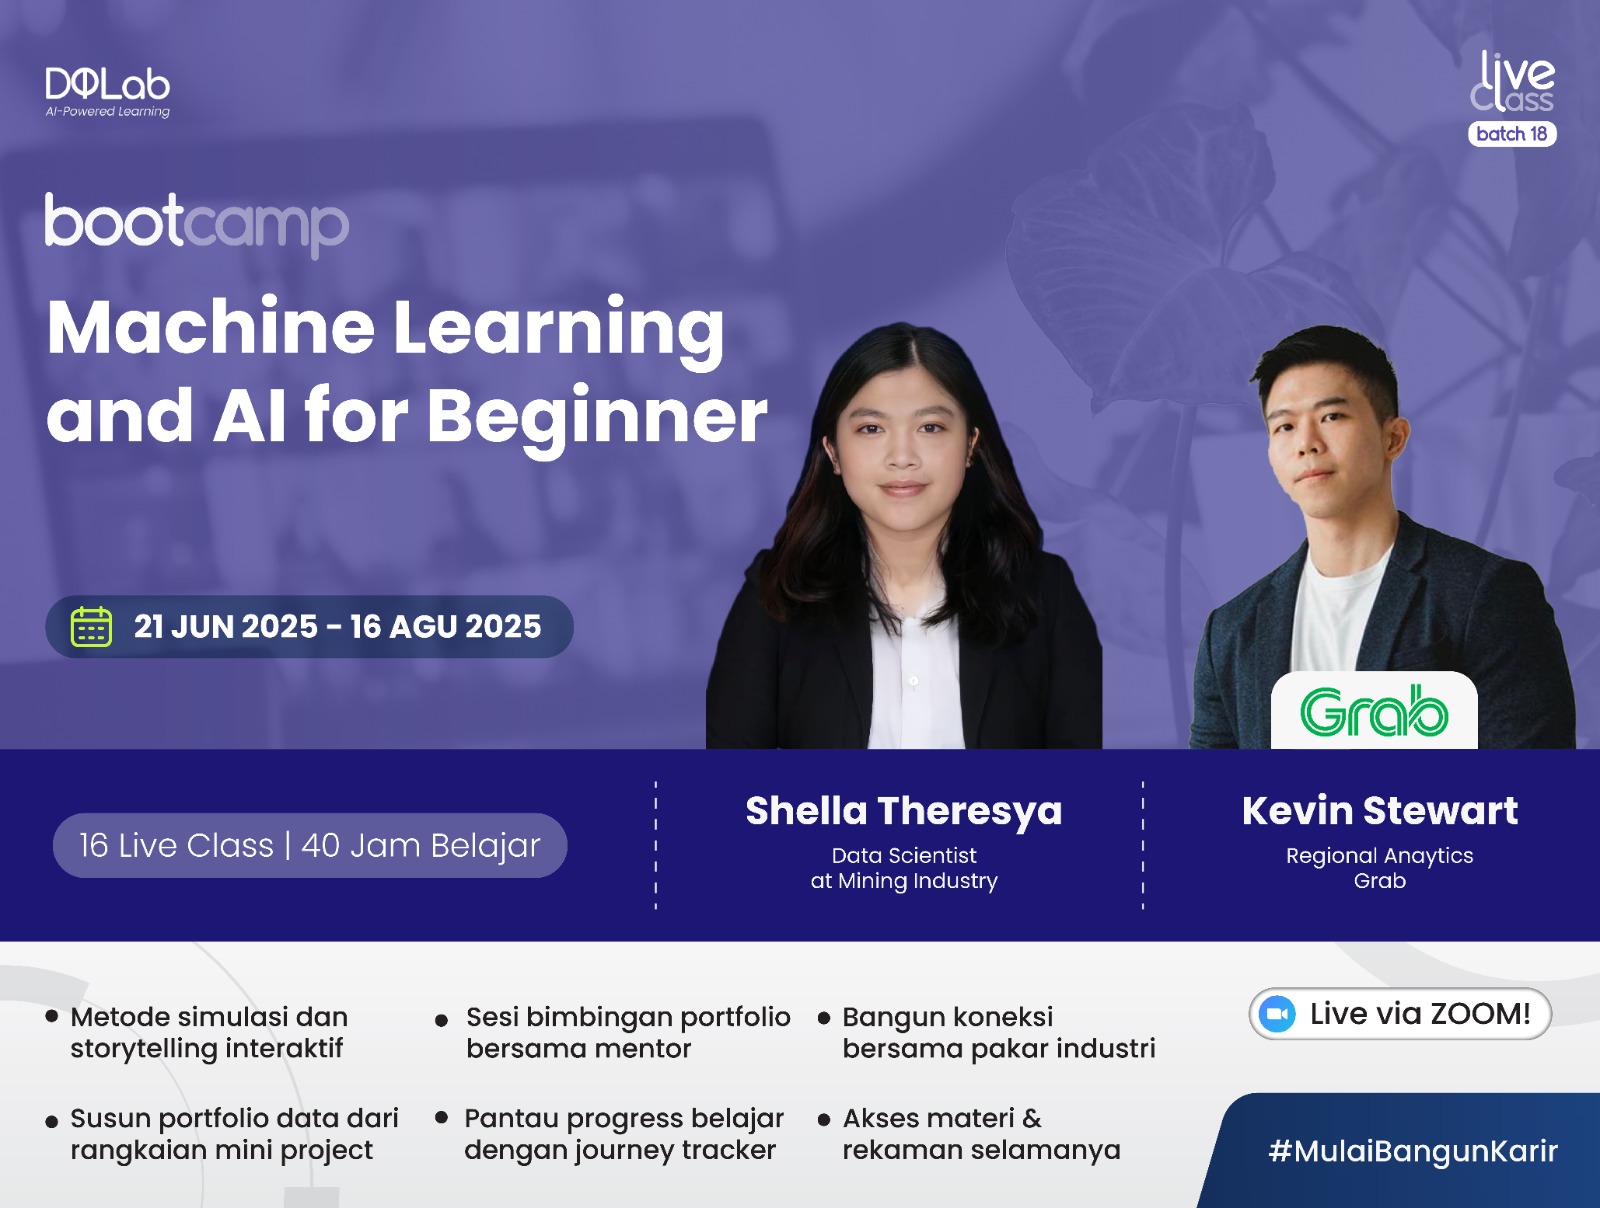 DQLab
AI-Powered Learning
live
class
batch 18
bootcamp
Machine Learning
and AI for Beginner
21 JUN 2025 - 16 AGU 2025
Grab
16 Live Class | 40 Jam Belajar
Shella Theresya
Data Scientist
at Mining Industry
Kevin Stewart
Regional Anaytics
Grab
• Metode simulasi dan
storytelling interaktif
• Susun portfolio data dari
rangkaian mini project
• Sesi bimbingan portfolio
bersama mentor
• Pantau progress belajar
dengan journey tracker
• Bangun koneksi
bersama pakar industri
• Akses materi &
rekaman selamanya
Live via ZOOM!
#MulaiBangunKarir